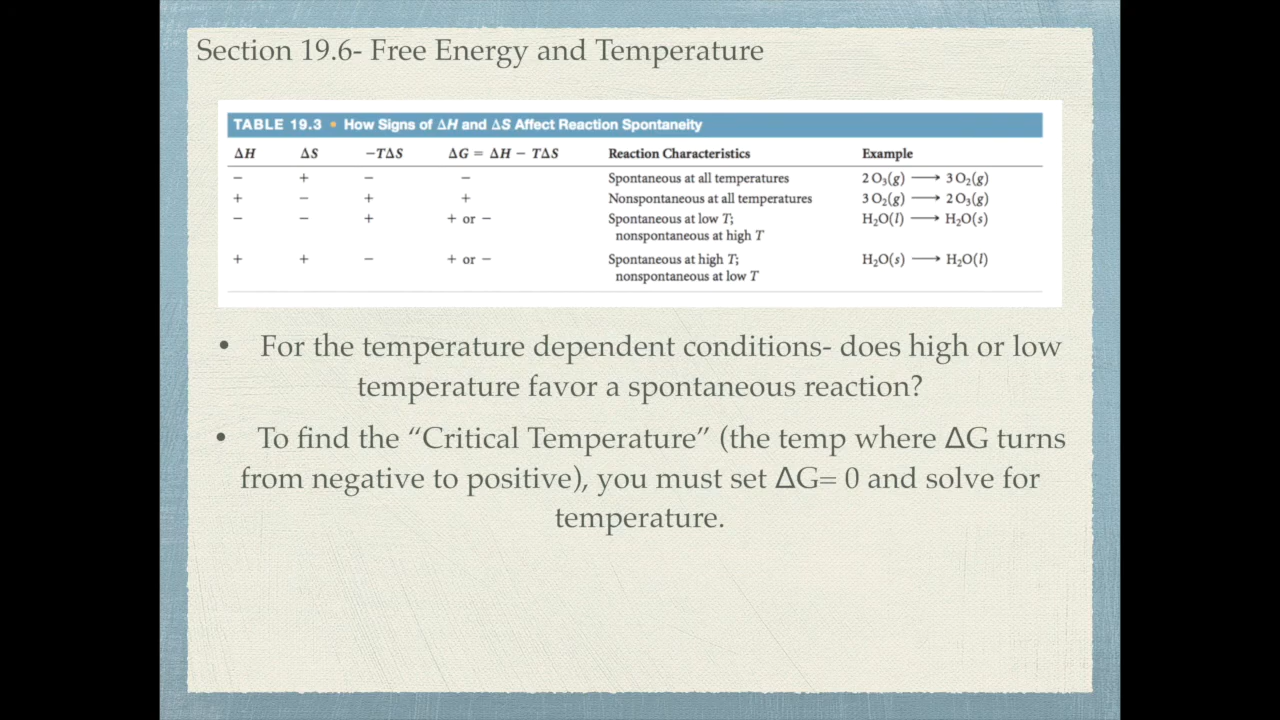 Section 19.6- Free Energy and Temperature
TABLE 19.3 • How Signs of ΔH and ΔS Affect Reaction Spontaneity
ΔH ΔS −TΔS ΔG = ΔH − TΔS Reaction Characteristics Example
− + − − Spontaneous at all temperatures 2 O₃(g) ⟶ 3 O₂(g)
+ − + + Nonspontaneous at all temperatures 3 O₂(g) ⟶ 2 O₃(g)
− − + + or − Spontaneous at low T; H₂O(l) ⟶ H₂O(s)
nonspontaneous at high T
+ + − + or − Spontaneous at high T; H₂O(s) ⟶ H₂O(l)
nonspontaneous at low T
• For the temperature dependent conditions- does high or low
temperature favor a spontaneous reaction?
• To find the “Critical Temperature” (the temp where ΔG turns
from negative to positive), you must set ΔG= 0 and solve for
temperature.